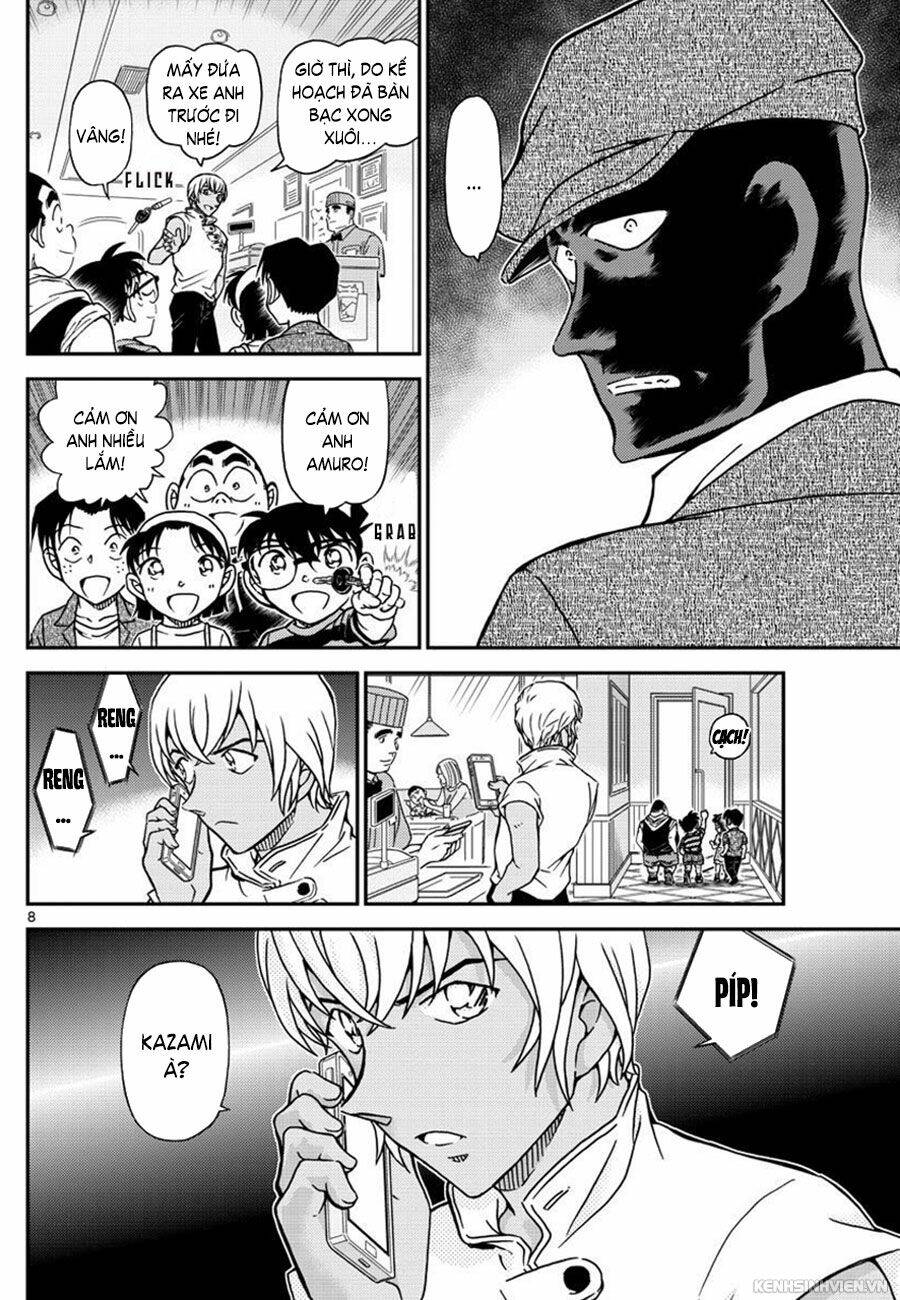 ...
GIỜ THÌ, DO KẾ
HOẠCH ĐÃ BÀN
BẠC XONG
XUÔI...
MẤY ĐỨA
RA XE ANH
TRƯỚC ĐI
NHÉ!
VÂNG!
FLICK
CẢM ƠN
ANH
AMURO!
CẢM ƠN
ANH NHIỀU
LẮM!
GRAB
CẠCH!
RENG
...
RENG
...
8
PÍP!
KAZAMI
À?
KENHSINHVIEN.VN